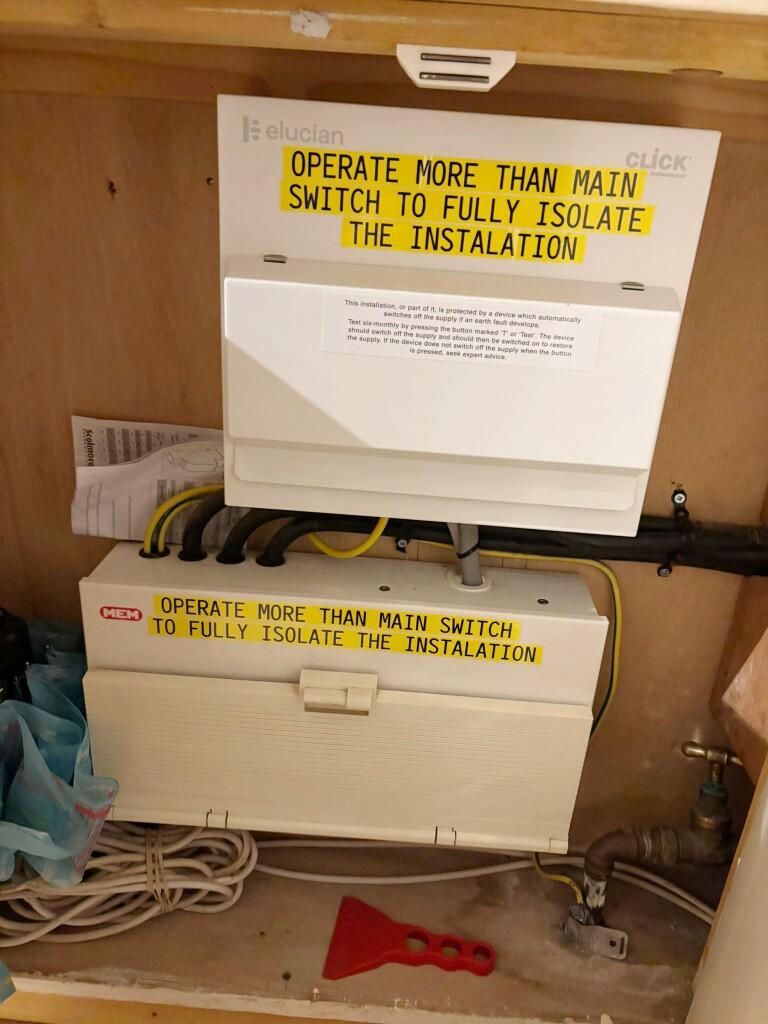 elucian
CLiCK
OPERATE MORE THAN MAIN
SWITCH TO FULLY ISOLATE
THE INSTALATION
This installation, or part of it, is protected by a device which automatically
switches off the supply if an earth fault develops.
Test six-monthly by pressing the button marked 'T' or 'Test'. The device
should switch off the supply and should then be switched on to restore
the supply. If the device does not switch off the supply when the button
is pressed, seek expert advice.
Scolmore
MEM
OPERATE MORE THAN MAIN SWITCH
TO FULLY ISOLATE THE INSTALATION